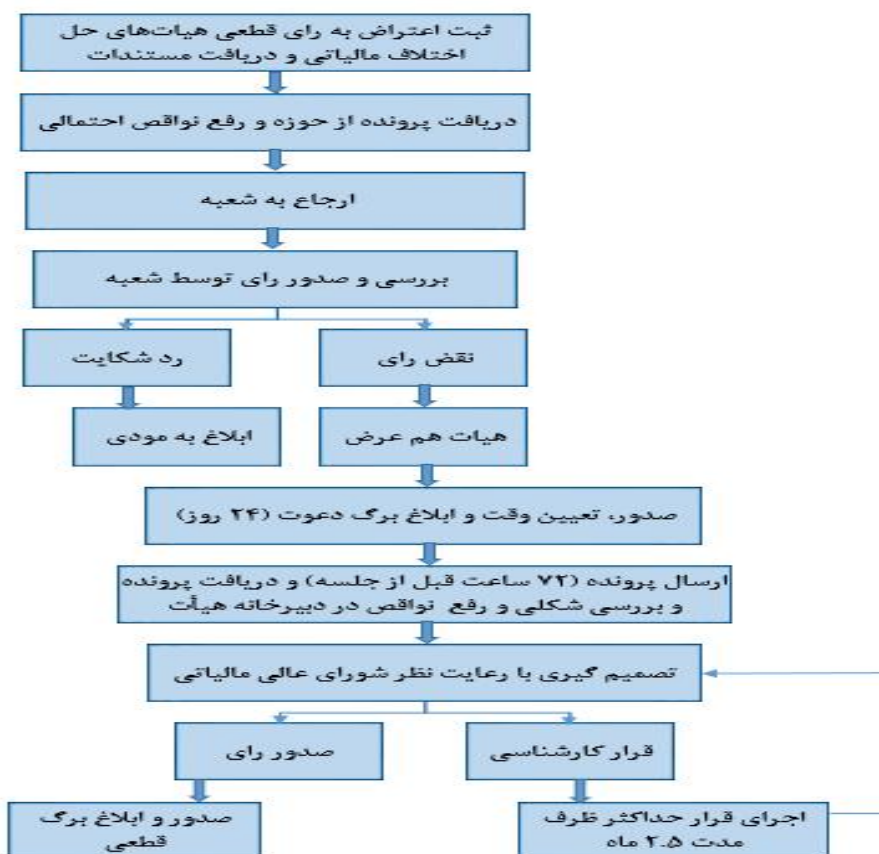 ثبت اعتراض به رای قطعی هیات‌های حل
اختلاف مالیاتی و دریافت مستندات
دریافت پرونده از حوزه و رفع نواقص احتمالی
ارجاع به شعبه
بررسی و صدور رای توسط شعبه
نقض رای
رد شکایت
هیات هم عرض
ابلاغ به مودی
صدور، تعیین وقت و ابلاغ برگ دعوت (۲۴ روز)
ارسال پرونده (۷۲ ساعت قبل از جلسه) و دریافت پرونده
و بررسی شکلی و رفع نواقص در دبیرخانه هیأت
تصمیم گیری با رعایت نظر شورای عالی مالیاتی
قرار کارشناسی
صدور رای
اجرای قرار حداکثر ظرف
مدت ۲.۵ ماه
صدور و ابلاغ برگ
قطعی